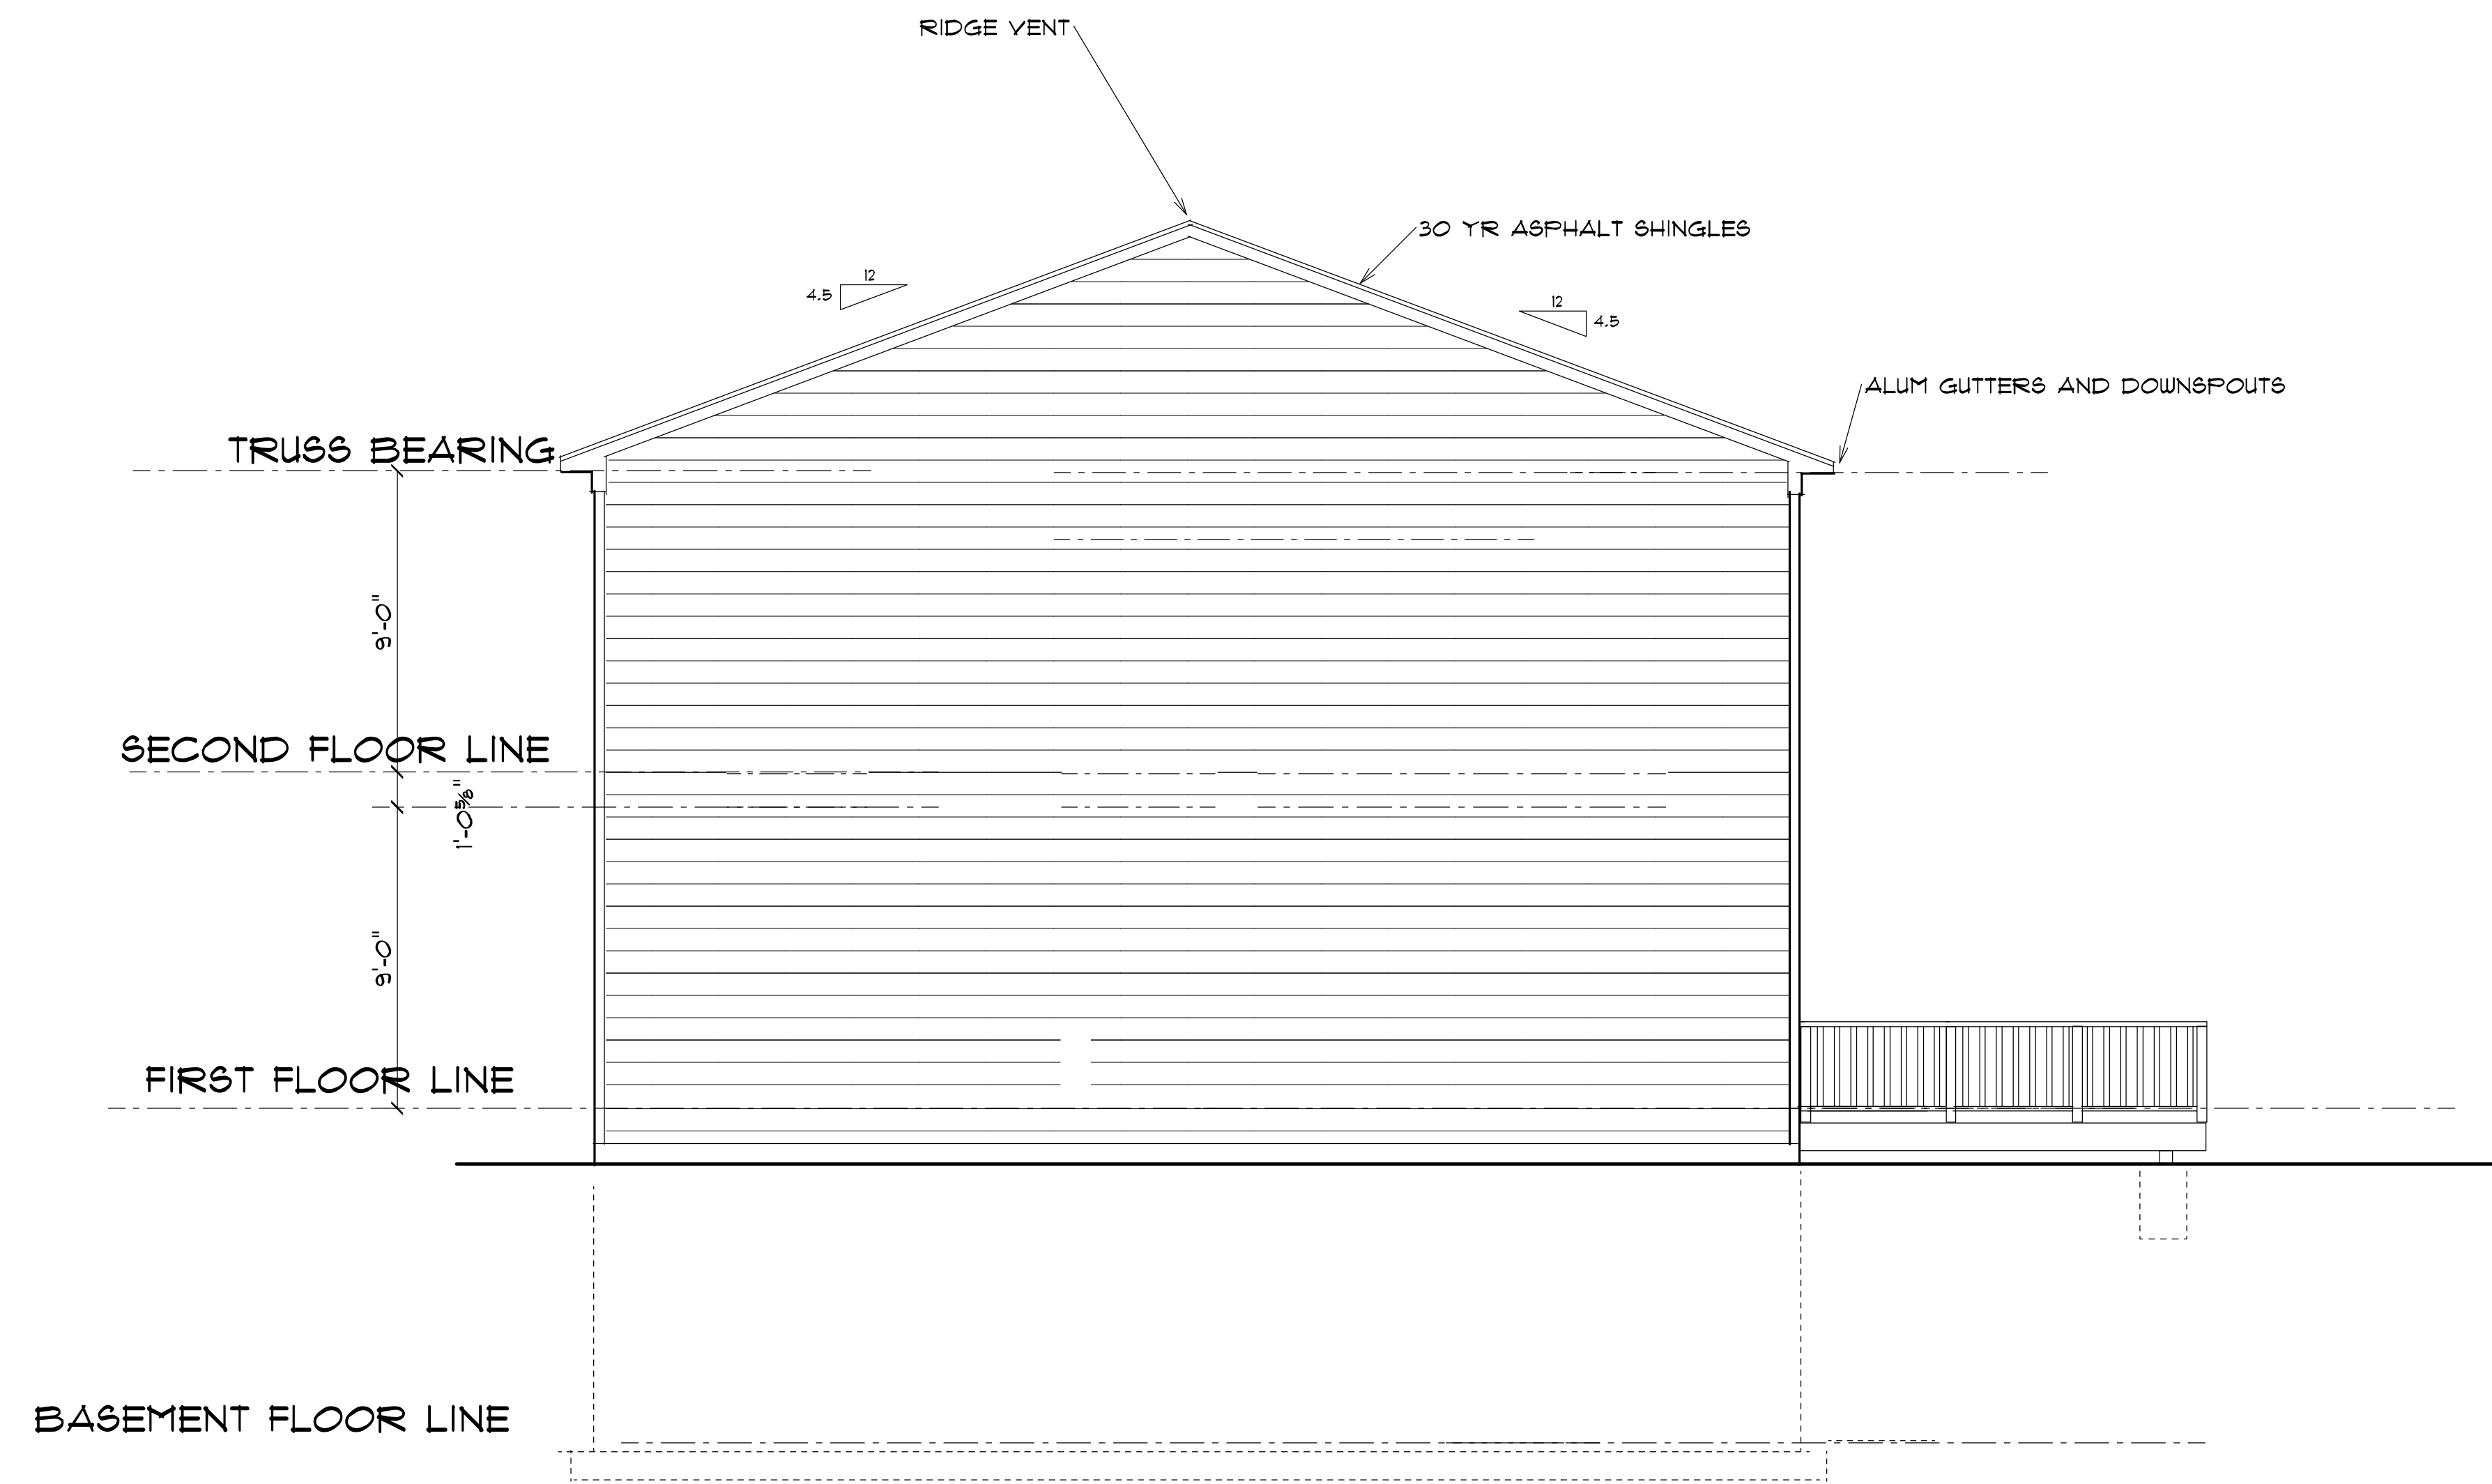 RIDGE VENT
30 YR ASPHALT SHINGLES
12
4.5
12
4.5
ALUM GUTTERS AND DOWNSPOUTS
TRUSS BEARING
9'-0"
SECOND FLOOR LINE
1'-0⅝"
9'-0"
FIRST FLOOR LINE
BASEMENT FLOOR LINE